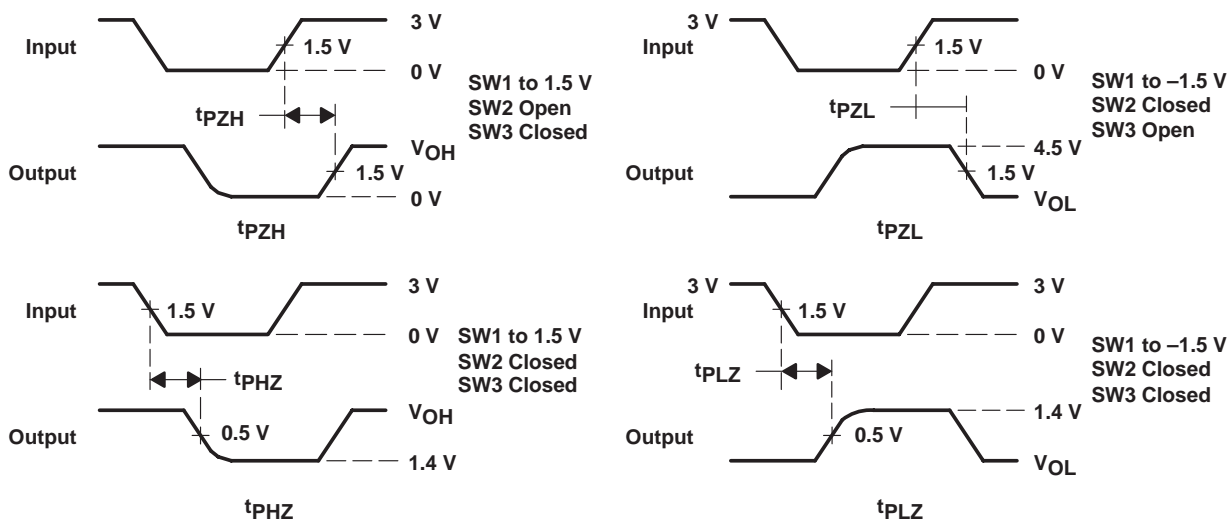 Input
3 V
1.5 V
0 V
SW1 to 1.5 V
SW2 Open
SW3 Closed
tPZH
Output
VOH
1.5 V
0 V
tPZH
3 V
Input
3 V
1.5 V
0 V
SW1 to –1.5 V
SW2 Closed
SW3 Open
tPZL
Output
4.5 V
1.5 V
VOL
tPZL
Input
3 V
1.5 V
0 V
SW1 to 1.5 V
SW2 Closed
SW3 Closed
tPHZ
Output
VOH
0.5 V
1.4 V
tPHZ
3 V
Input
3 V
1.5 V
0 V
SW1 to –1.5 V
SW2 Closed
SW3 Closed
tPLZ
Output
1.4 V
0.5 V
VOL
tPLZ